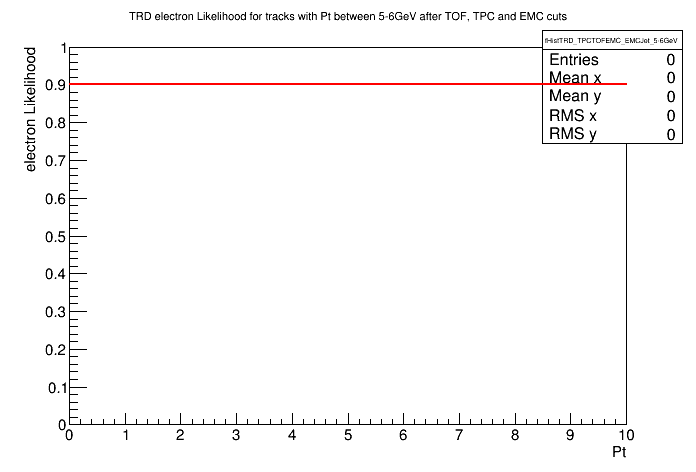 TRD electron Likelihood for tracks with Pt between 5-6GeV after TOF, TPC and EMC cuts
fHistTRD_TPCTOFEMC_EMCJet_5-6GeV
Entries 0
Mean x 0
Mean y 0
RMS x 0
RMS y 0
electron Likelihood
1
0.9
0.8
0.7
0.6
0.5
0.4
0.3
0.2
0.1
0
0 1 2 3 4 5 6 7 8 9 10
Pt